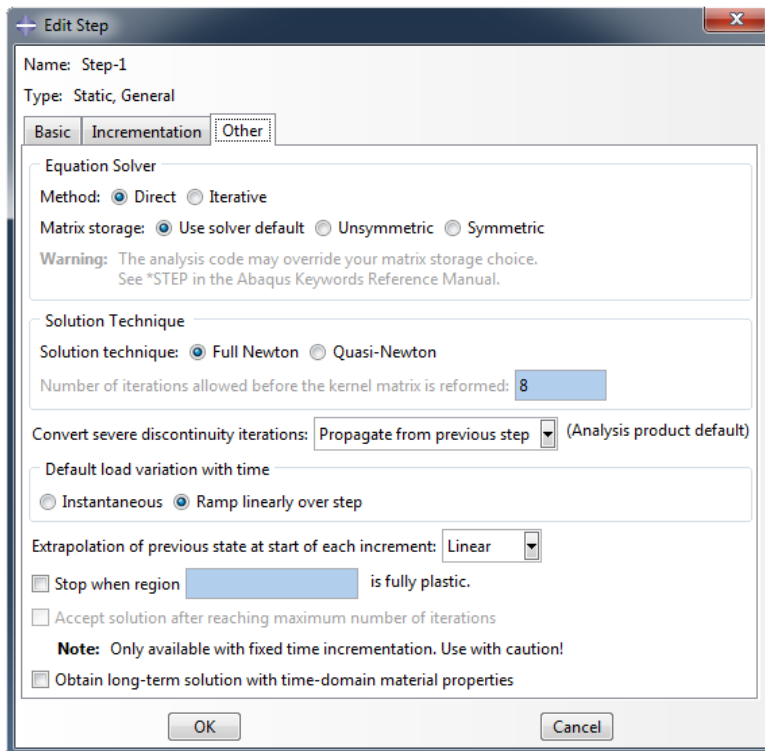 Edit Step
Name: Step-1
Type: Static, General
Basic Incrementation Other
Equation Solver
Method: Direct Iterative
Matrix storage: Use solver default Unsymmetric Symmetric
Warning: The analysis code may override your matrix storage choice.
See *STEP in the Abaqus Keywords Reference Manual.
Solution Technique
Solution technique: Full Newton Quasi-Newton
Number of iterations allowed before the kernel matrix is reformed: 8
Convert severe discontinuity iterations: Propagate from previous step (Analysis product default)
Default load variation with time
Instantaneous Ramp linearly over step
Extrapolation of previous state at start of each increment: Linear
Stop when region is fully plastic.
Accept solution after reaching maximum number of iterations
Note: Only available with fixed time incrementation. Use with caution!
Obtain long-term solution with time-domain material properties
OK Cancel